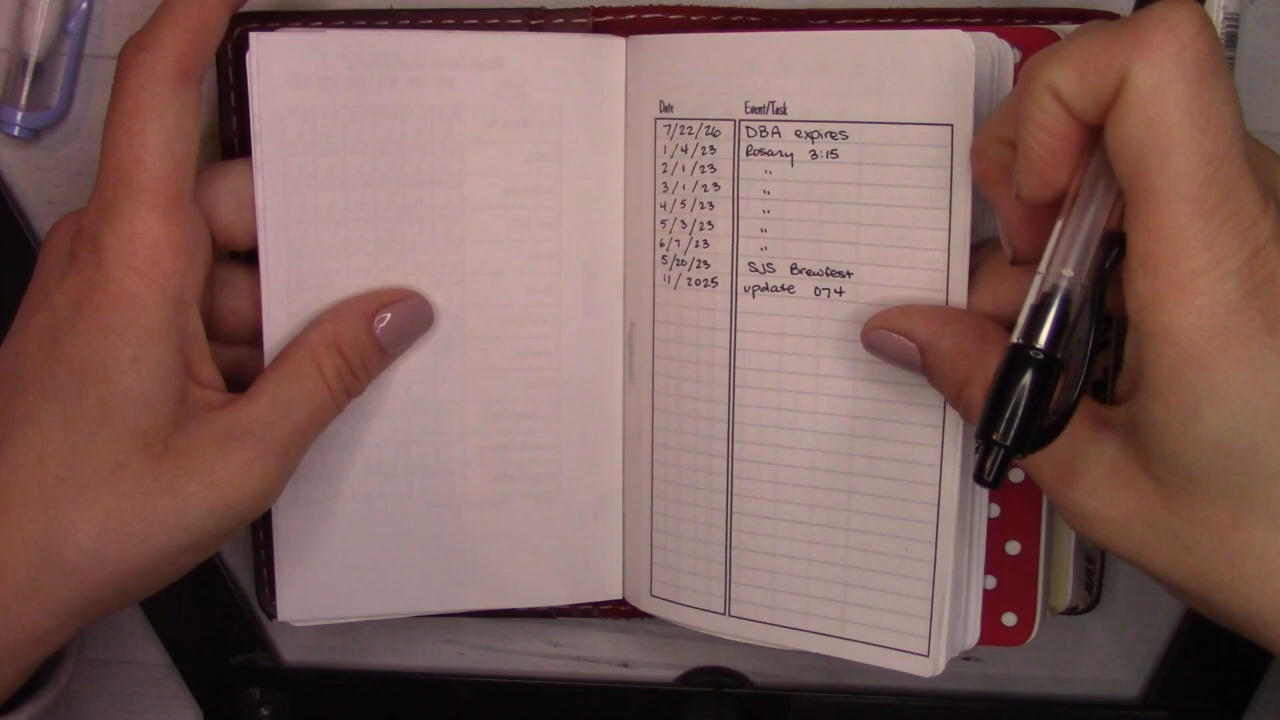 Date Event/Task
7/22/26 DBA expires
1/4/23 Rosary 3:15
2/1/23 "
3/1/23 "
4/5/23 "
5/3/23 "
6/7/23 "
5/20/23 SJS Brewfest
11/2025 update 074